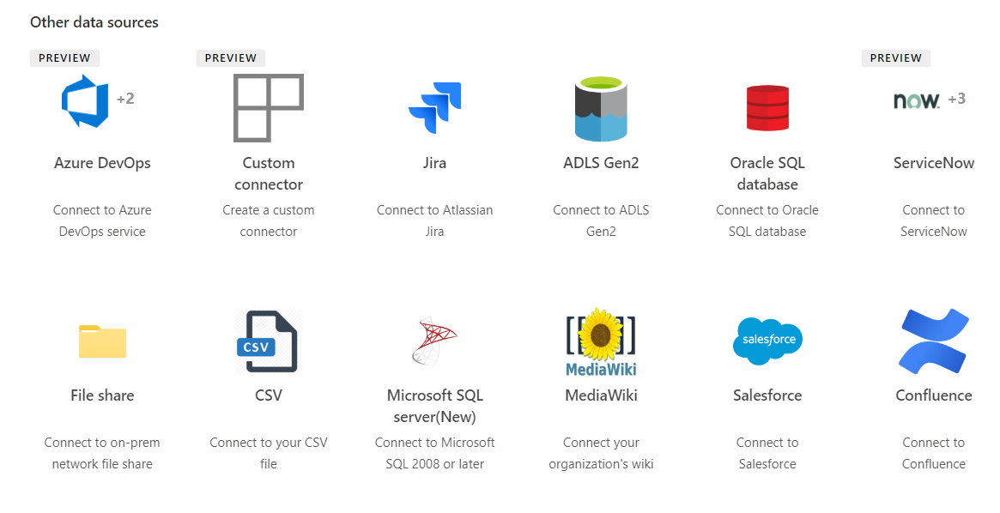 Other data sources
PREVIEW PREVIEW PREVIEW
+2 now. +3
Azure DevOps Custom connector Jira ADLS Gen2 Oracle SQL database ServiceNow
Connect to Azure DevOps service
Create a custom connector
Connect to Atlassian Jira
Connect to ADLS Gen2
Connect to Oracle SQL database
Connect to ServiceNow
CSV
[[ ]]
MediaWiki
salesforce
File share CSV Microsoft SQL server(New) MediaWiki Salesforce Confluence
Connect to on-prem network file share
Connect to your CSV file
Connect to Microsoft SQL 2008 or later
Connect your organization's wiki
Connect to Salesforce
Connect to Confluence